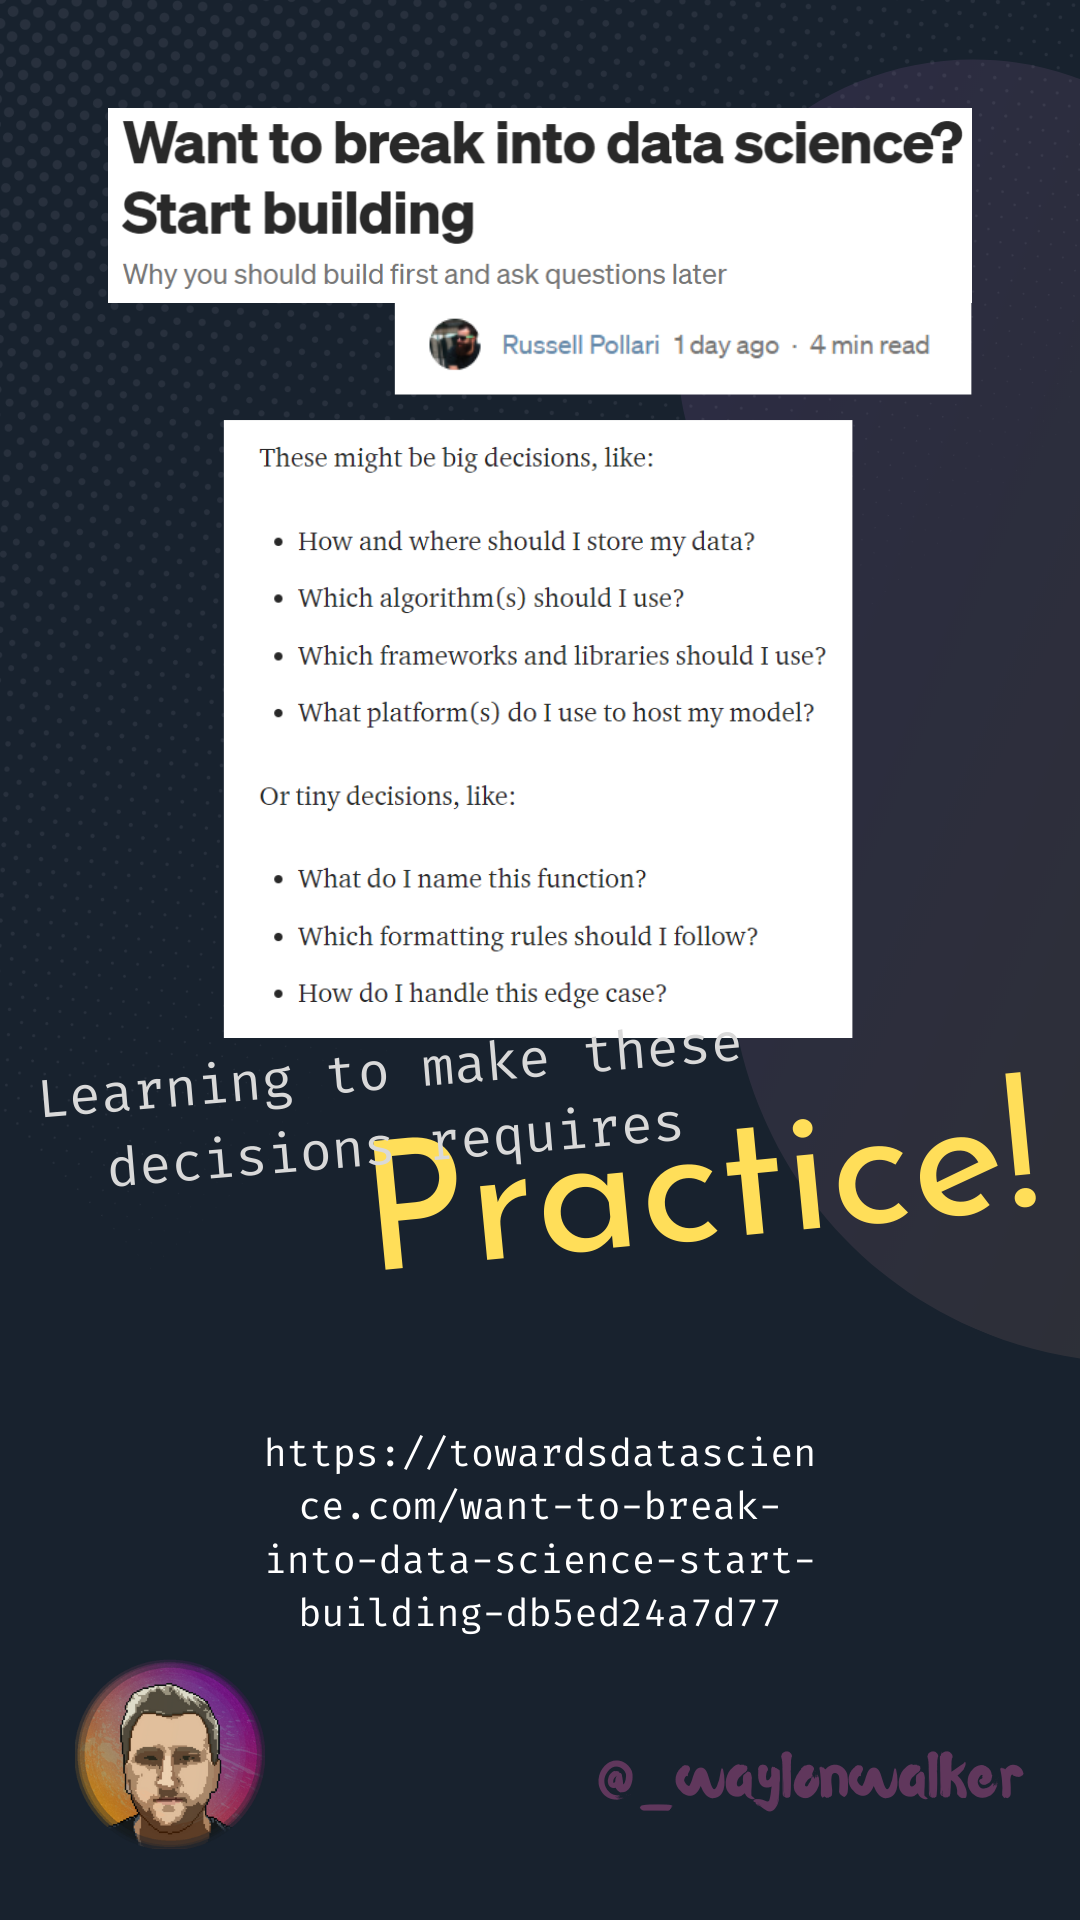 Want to break into data science?
Start building
Why you should build first and ask questions later
Russell Pollari 1 day ago · 4 min read
These might be big decisions, like:
• How and where should I store my data?
• Which algorithm(s) should I use?
• Which frameworks and libraries should I use?
• What platform(s) do I use to host my model?
Or tiny decisions, like:
• What do I name this function?
• Which formatting rules should I follow?
• How do I handle this edge case?
Learning to make these
decisions requires
Practice!
https://towardsdatascien
ce.com/want-to-break-
into-data-science-start-
building-db5ed24a7d77
@_waylonwalker